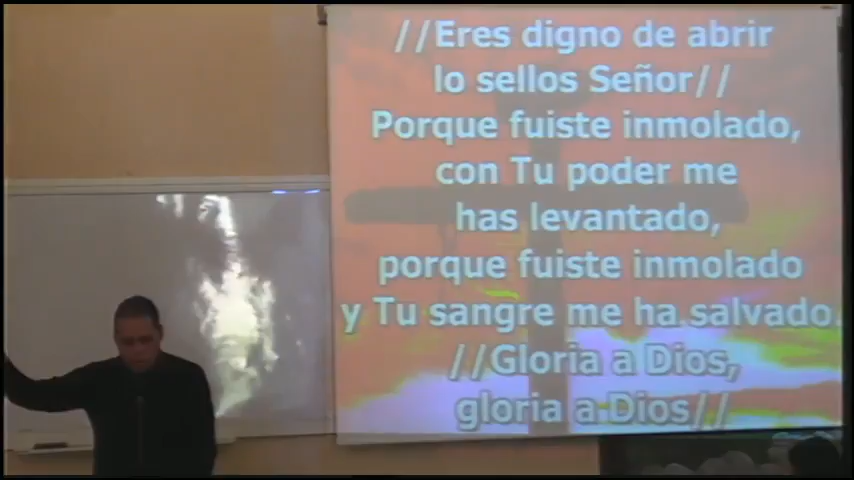 //Eres digno de abrir
lo sellos Señor//
Porque fuiste inmolado,
con Tu poder me
has levantado,
porque fuiste inmolado
y Tu sangre me ha salvado.
//Gloria a Dios,
gloria a Dios//